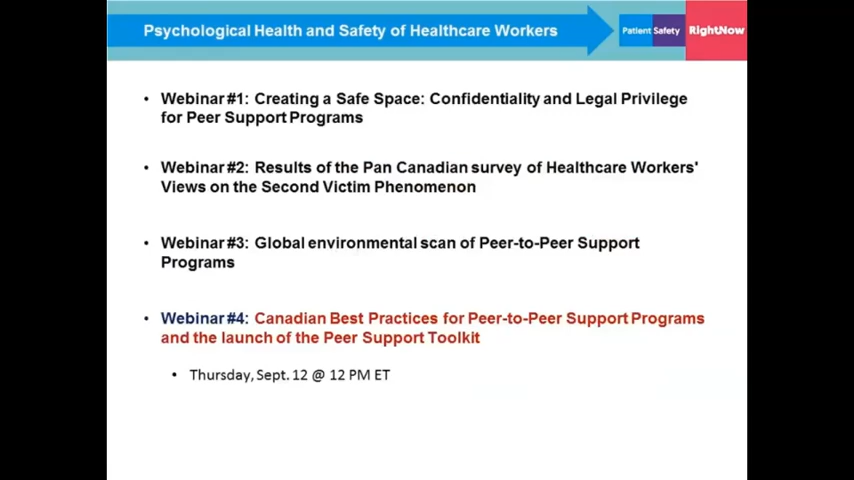 Psychological Health and Safety of Healthcare Workers
Patient Safety RightNow
• Webinar #1: Creating a Safe Space: Confidentiality and Legal Privilege
for Peer Support Programs
• Webinar #2: Results of the Pan Canadian survey of Healthcare Workers'
Views on the Second Victim Phenomenon
• Webinar #3: Global environmental scan of Peer-to-Peer Support
Programs
• Webinar #4: Canadian Best Practices for Peer-to-Peer Support Programs
and the launch of the Peer Support Toolkit
• Thursday, Sept. 12 @ 12 PM ET